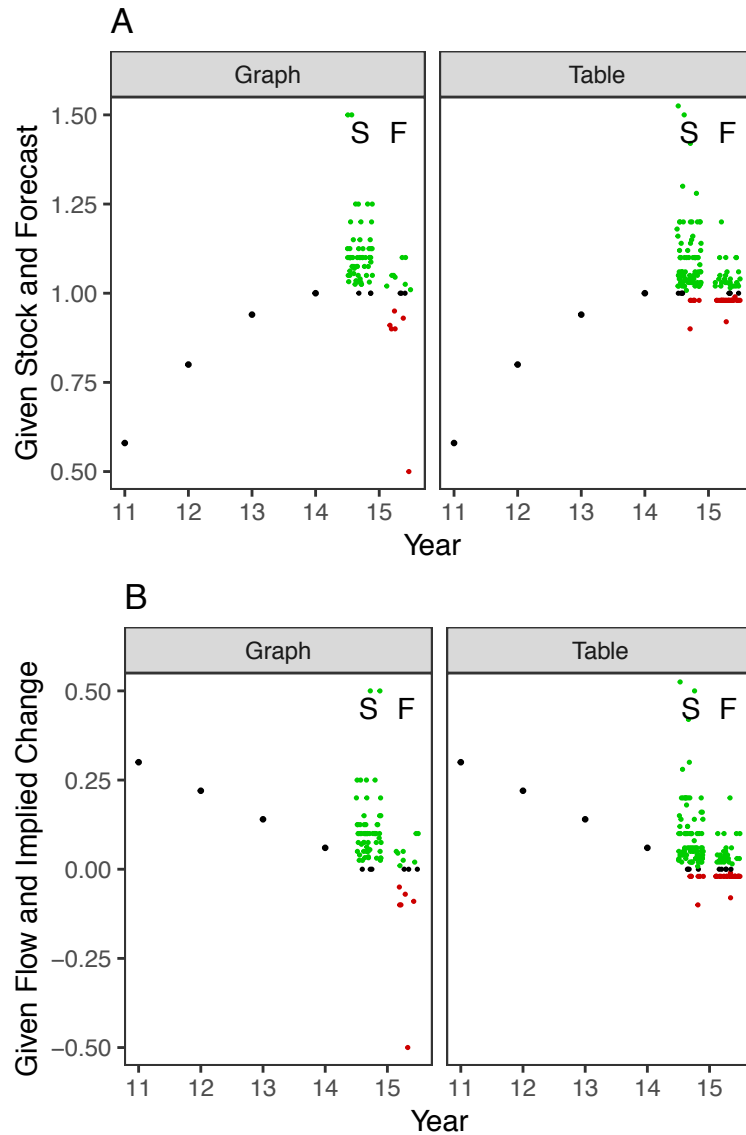 A
Graph Table
Given Stock and Forecast
1.50
1.25
1.00
0.75
0.50
S F
S F
11 12 13 14 15
11 12 13 14 15
Year
B
Graph Table
Given Flow and Implied Change
0.50
0.25
0.00
−0.25
−0.50
S F
S F
11 12 13 14 15
11 12 13 14 15
Year